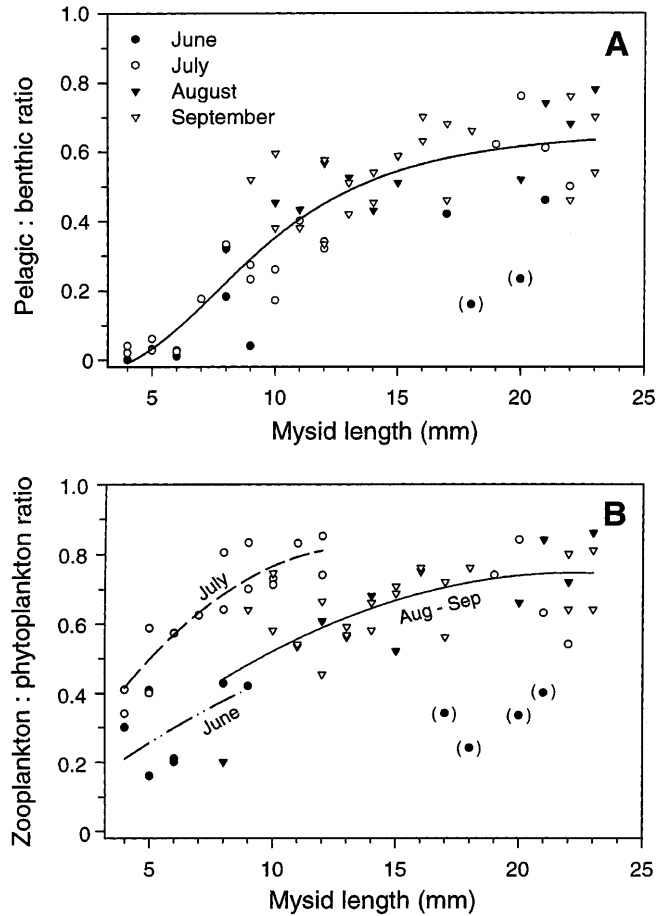 A
June
July
August
September
1.0
0.8
0.6
0.4
0.2
0
Pelagic : benthic ratio
( )
( )
5
10
15
20
25
Mysid length (mm)
B
1.0
0.8
0.6
0.4
0.2
0
Zooplankton : phytoplankton ratio
July
Aug - Sep
June
( )
( )
( )
( )
5
10
15
20
25
Mysid length (mm)